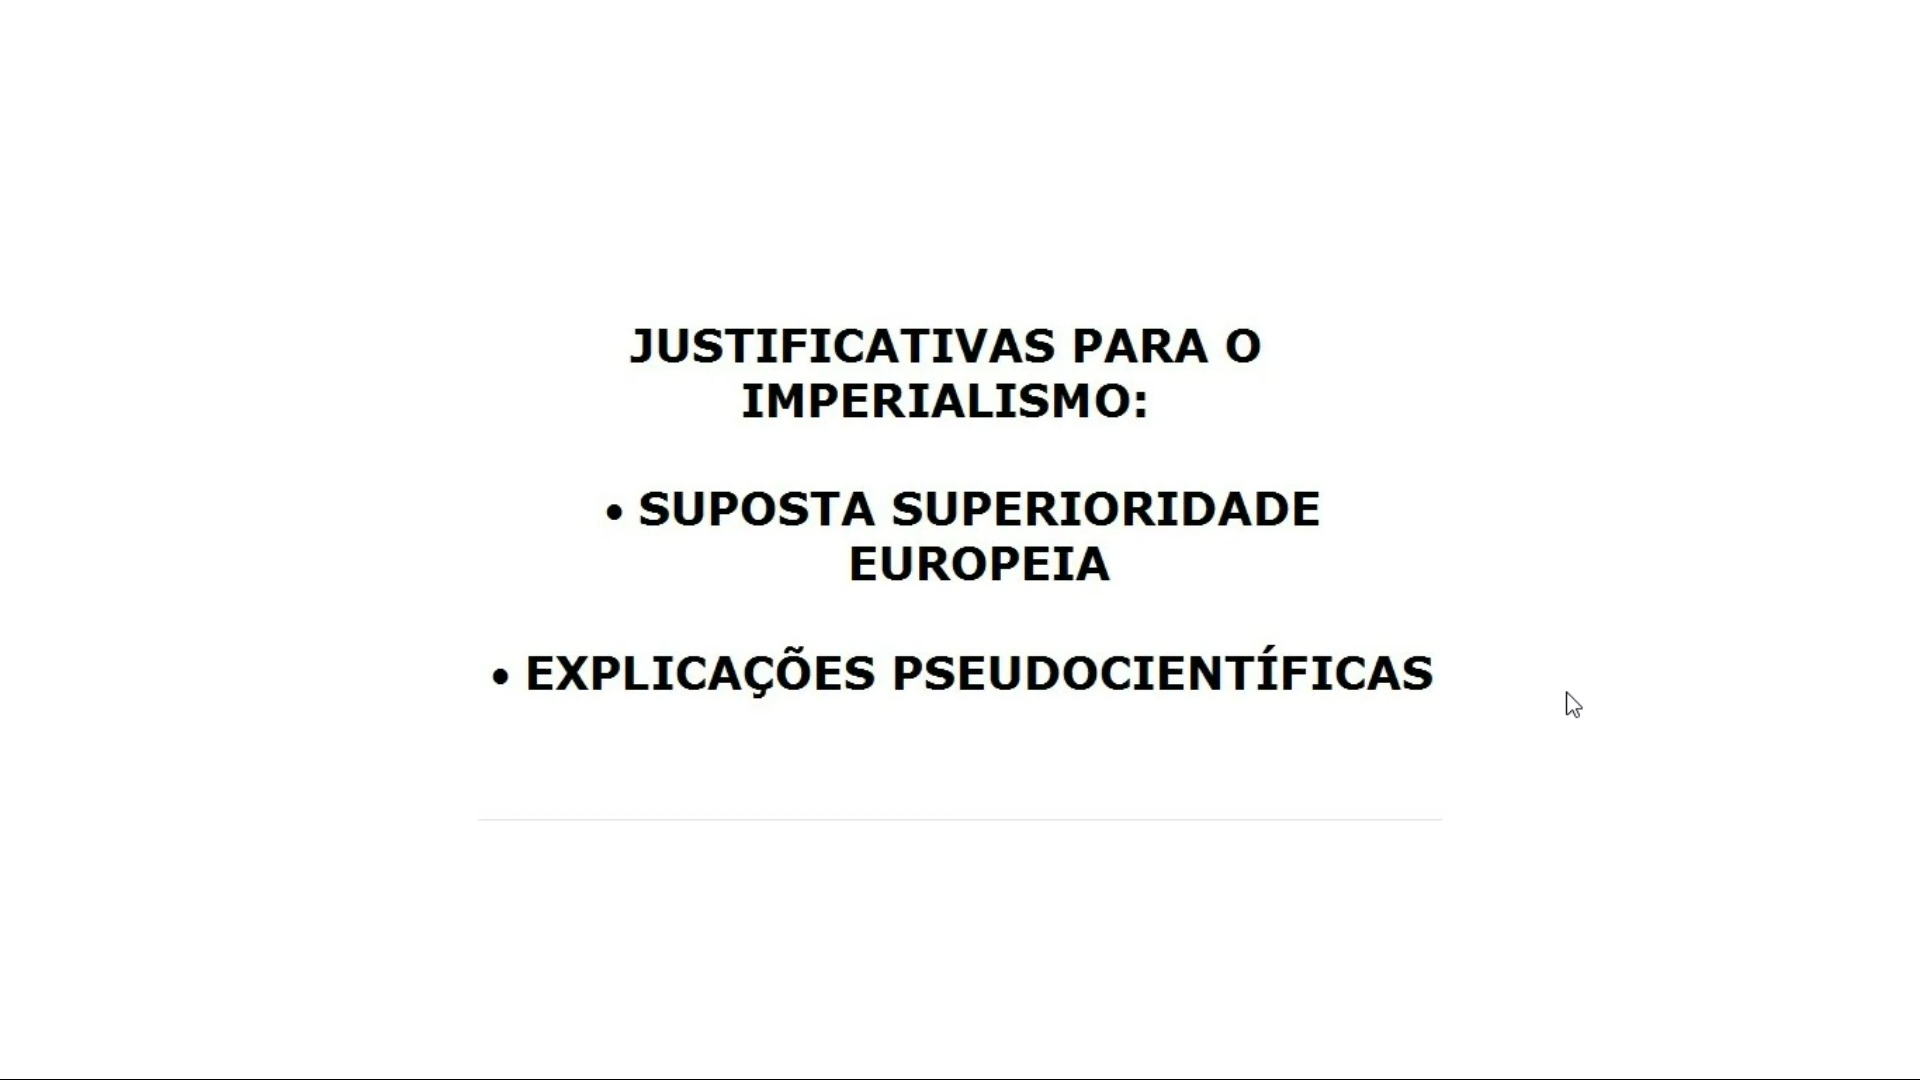 JUSTIFICATIVAS PARA O
IMPERIALISMO:
• SUPOSTA SUPERIORIDADE
EUROPEIA
• EXPLICAÇÕES PSEUDOCIENTÍFICAS